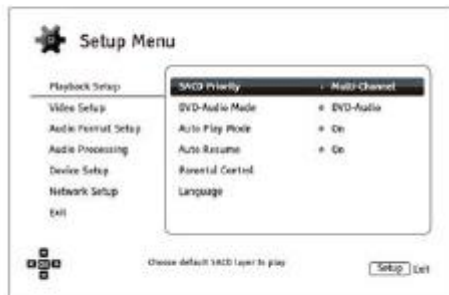 Setup Menu
Playback Setup
Video Setup
Audio Format Setup
Audio Processing
Device Setup
Network Setup
Exit
SACD Priority Multi-Channel
DVD-Audio Mode DVD-Audio
Auto Play Mode On
Auto Resume On
Parental Control
Language
Choose default SACD layer to play
Setup Exit